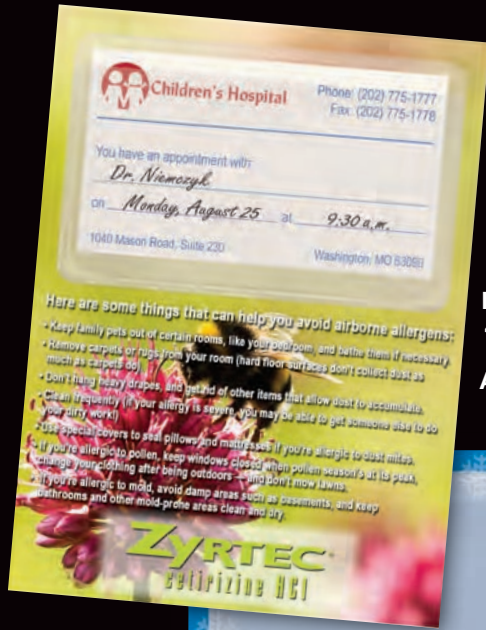 Children's Hospital
Phone: (202) 775-1777
Fax: (202) 775-1778
You have an appointment with:
Dr. Niemozyk
on Monday, August 25 at 9:30 a.m.
1040 Mason Road, Suite 230
Washington, MO 63090
Here are some things that can help you avoid airborne allergens:
• Keep family pets out of certain rooms, like your bedroom, and bathe them if necessary.
• Remove carpets or rugs from your room (hard floor surfaces don't collect dust as
much as carpets do).
• Don't hang heavy drapes, and get rid of other items that allow dust to accumulate.
• Clean frequently (if your allergy is severe, you may be able to get someone else to do
your dirty work!)
• Use special covers to seal pillows and mattresses if you're allergic to dust mites.
• If you're allergic to pollen, keep windows closed when pollen season's at its peak,
change your clothing after being outdoors — and don't mow lawns.
• If you're allergic to mold, avoid damp areas such as basements, and keep
bathrooms and other mold-prone areas clean and dry.
ZYRTEC
cetirizine HCl